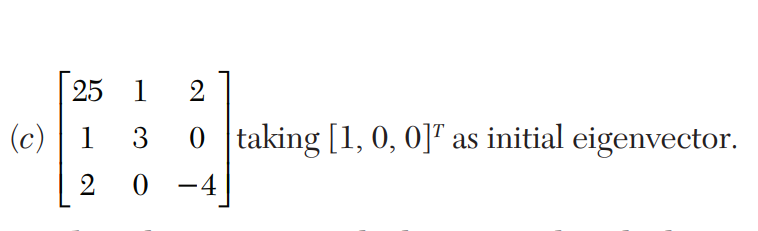 25 1 2
(c) 1 3 0 taking [1, 0, 0]ᵀ as initial eigenvector.
2 0 −4